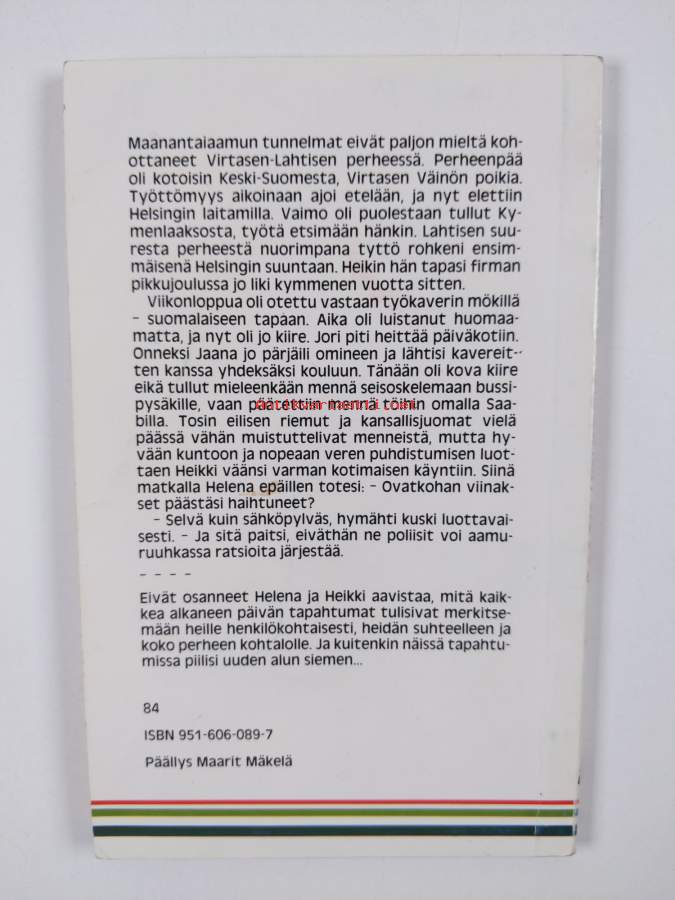 Maanantaiaamun tunnelmat eivät paljon mieltä koh-
ottaneet Virtasen-Lahtisen perheessä. Perheenpää
oli kotoisin Keski-Suomesta, Virtasen Väinön poikia.
Työttömyys aikoinaan ajoi etelään, ja nyt elettiin
Helsingin laitamilla. Vaimo oli puolestaan tullut Ky-
menlaaksosta, työtä etsimään hänkin. Lahtisen suu-
resta perheestä nuorimpana tyttö rohkeni ensim-
mäisenä Helsingin suuntaan. Heikin hän tapasi firman
pikkujoulussa jo liki kymmenen vuotta sitten.
Viikonloppua oli otettu vastaan työkaverin mökillä
– suomalaiseen tapaan. Aika oli luistanut huomaa-
matta, ja nyt oli jo kiire. Jori piti heittää päiväkotiin.
Onneksi Jaana jo pärjäili omineen ja lähtisi kavereit-
ten kanssa yhdeksäksi kouluun. Tänään oli kova kiire
eikä tullut mieleenkään mennä seisoskelemaan bussi-
pysäkille, vaan päätettiin mennä töihin omalla Saa-
billa. Tosin eilisen riemut ja kansallisjuomat vielä
päässä vähän muistuttelivat menneistä, mutta hy-
vään kuntoon ja nopeaan veren puhdistumisen luot-
taen Heikki väänsi varman kotimaisen käyntiin. Siinä
matkalla Helena epäillen totesi: – Ovatkohan viinak-
set päästäsi haihtuneet?
– Selvä kuin sähköpylväs, hymähti kuski luottavai-
sesti. – Ja sitä paitsi, eiväthän ne poliisit voi aamu-
ruuhkassa ratsioita järjestää.
– – – –
Eivät osanneet Helena ja Heikki aavistaa, mitä kaik-
kea alkaneen päivän tapahtumat tulisivat merkitse-
mään heille henkilökohtaisesti, heidän suhteelleen ja
koko perheen kohtalolle. Ja kuitenkin näissä tapahtu-
missa piilisi uuden alun siemen...
84
ISBN 951-606-089-7
Päällys Maarit Mäkelä